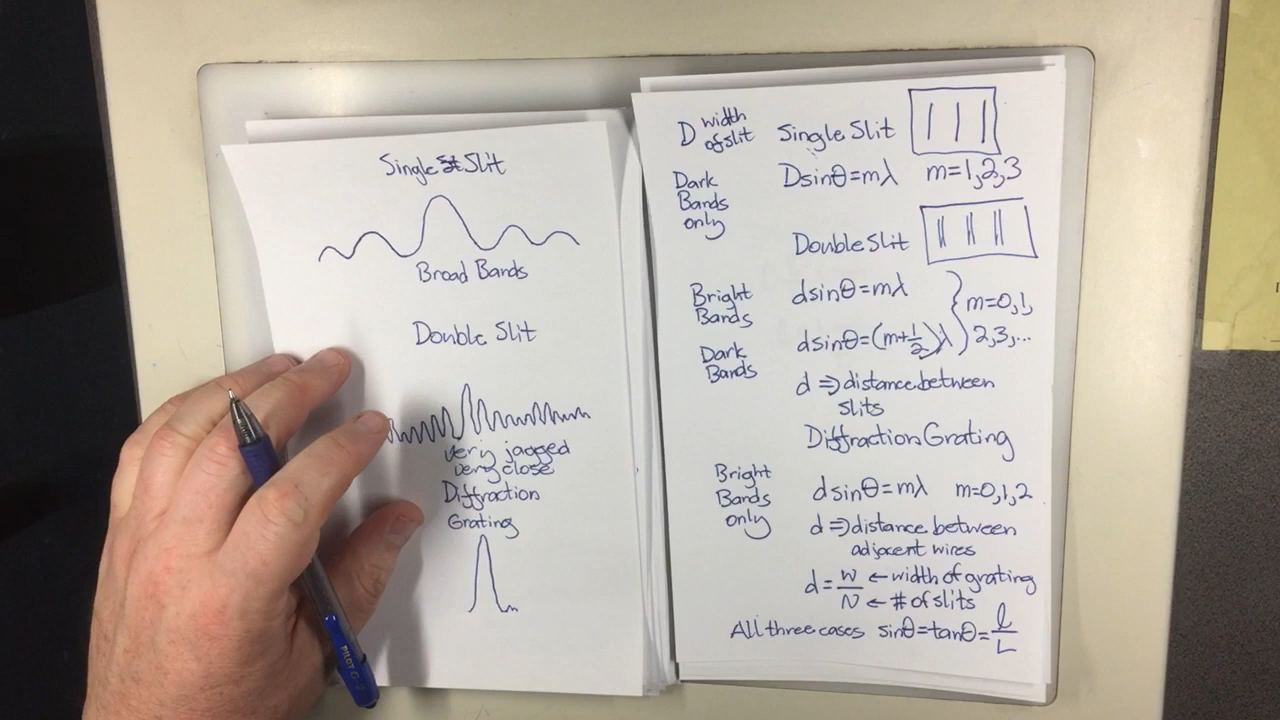 Single Slit
Broad Bands
Double Slit
very jagged
very close
Diffraction
Grating
D width
of slit
Single Slit
Dark
Bands
only
Dsinθ=mλ m=1,2,3
Double Slit
Bright
Bands
dsinθ=mλ
Dark
Bands
dsinθ=(m+1/2)λ
m=0,1,
2,3,...
d ⇒ distance between
slits
Diffraction Grating
Bright
Bands
only
dsinθ=mλ m=0,1,2
d ⇒ distance between
adjacent wires
d = W/N ← width of grating
← # of slits
All three cases sinθ=tanθ=l/L
PILOT G-2